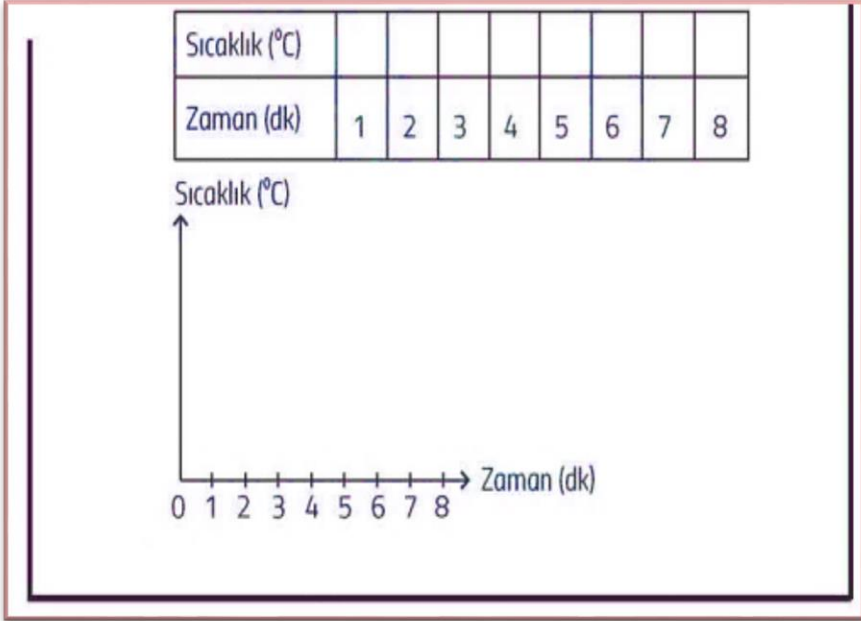 Sıcaklık (°C)
Zaman (dk) 1 2 3 4 5 6 7 8
Sıcaklık (°C)
Zaman (dk)
0 1 2 3 4 5 6 7 8